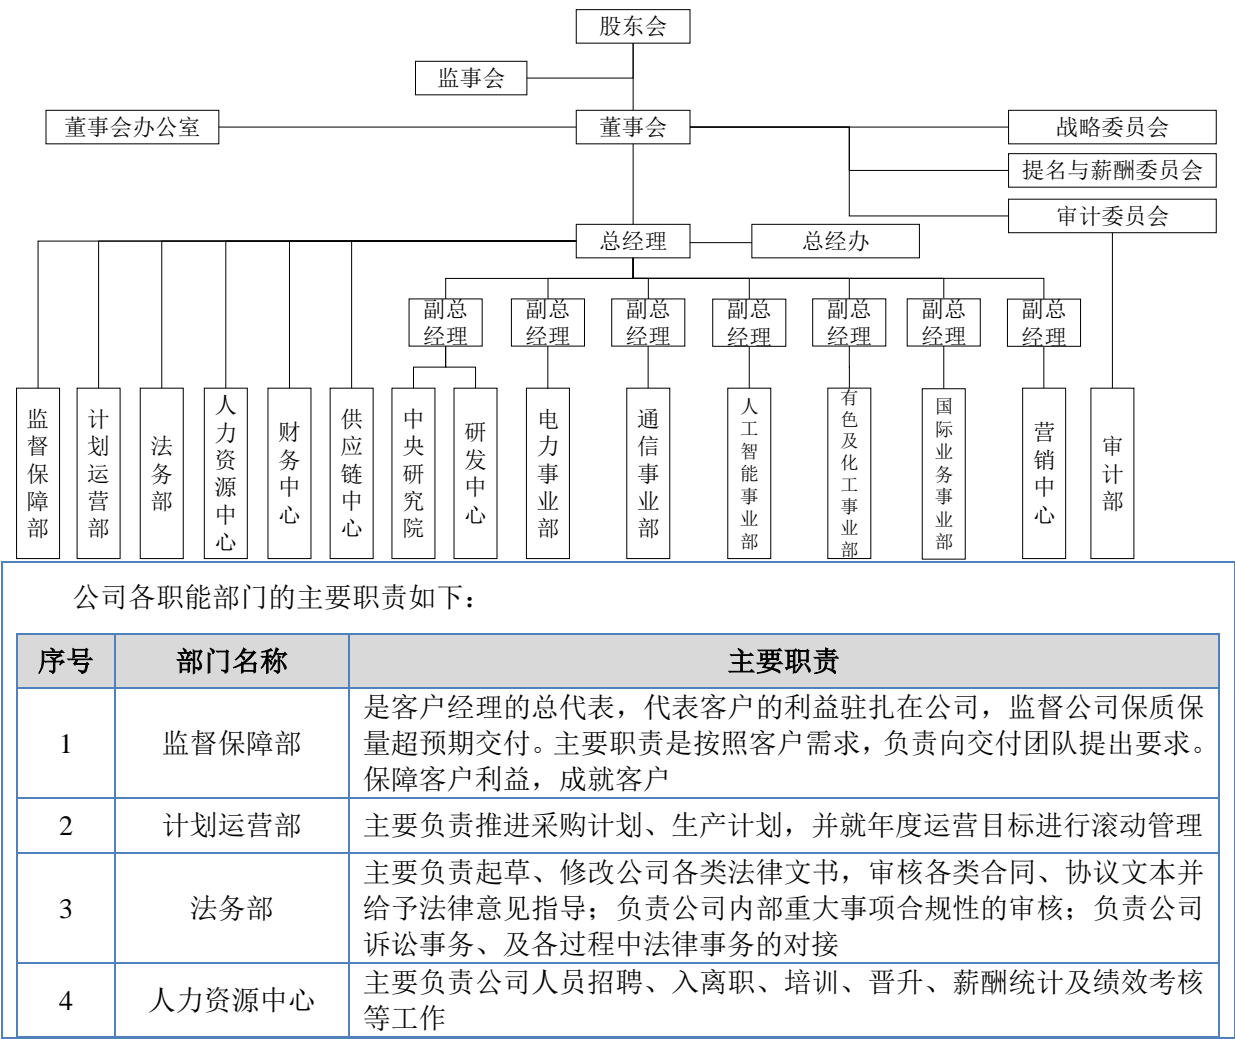 股东会
监事会
董事会办公室
董事会
战略委员会
提名与薪酬委员会
审计委员会
总经理
总经办
副总
经理
副总
经理
副总
经理
副总
经理
副总
经理
副总
经理
副总
经理
监督保障部
计划运营部
法务部
人力资源中心
财务中心
供应链中心
中央研究院
研发中心
电力事业部
通信事业部
人工智能事业部
有色及化工事业部
国际业务事业部
营销中心
审计部
公司各职能部门的主要职责如下：
序号 部门名称 主要职责
1 监督保障部
是客户经理的总代表，代表客户的利益驻扎在公司，监督公司保质保
量超预期交付。主要职责是按照客户需求，负责向交付团队提出要求。
保障客户利益，成就客户
2 计划运营部 主要负责推进采购计划、生产计划，并就年度运营目标进行滚动管理
3 法务部
主要负责起草、修改公司各类法律文书，审核各类合同、协议文本并
给予法律意见指导；负责公司内部重大事项合规性的审核；负责公司
诉讼事务、及各过程中法律事务的对接
4 人力资源中心
主要负责公司人员招聘、入离职、培训、晋升、薪酬统计及绩效考核
等工作